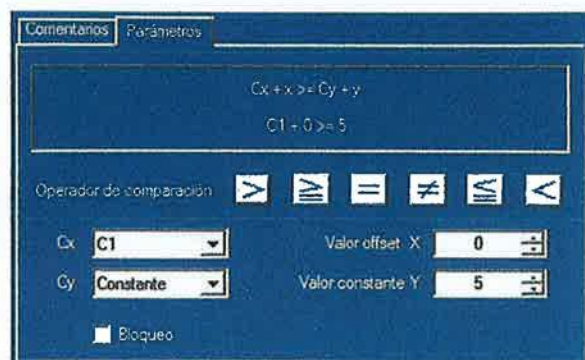 Comentarios Parámetros
Cx + x >= Cy + y
C1 + 0 >= 5
Operador de comparación > ≧ = ≠ ≦ <
Cx C1 Valor offset X 0
Cy Constante Valor constante Y 5
Bloqueo